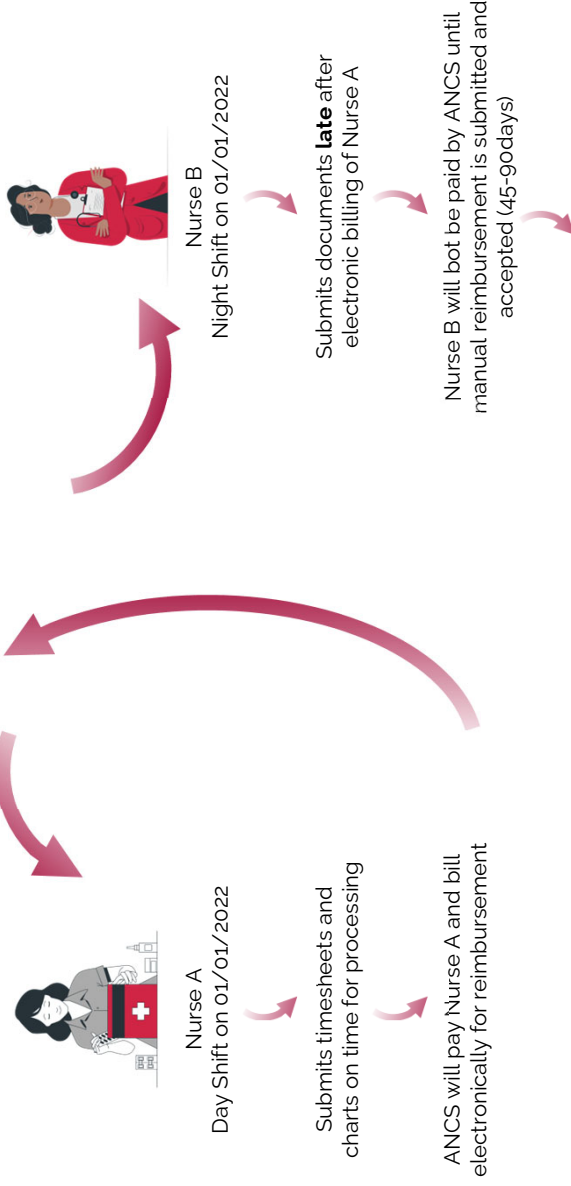 Nurse A
Day Shift on 01/01/2022
Submits timesheets and
charts on time for processing
ANCS will pay Nurse A and bill
electronically for reimbursement
Nurse B
Night Shift on 01/01/2022
Submits documents late after
electronic billing of Nurse A
Nurse B will bot be paid by ANCS until
manual reimbursement is submitted and
accepted (45-90days)